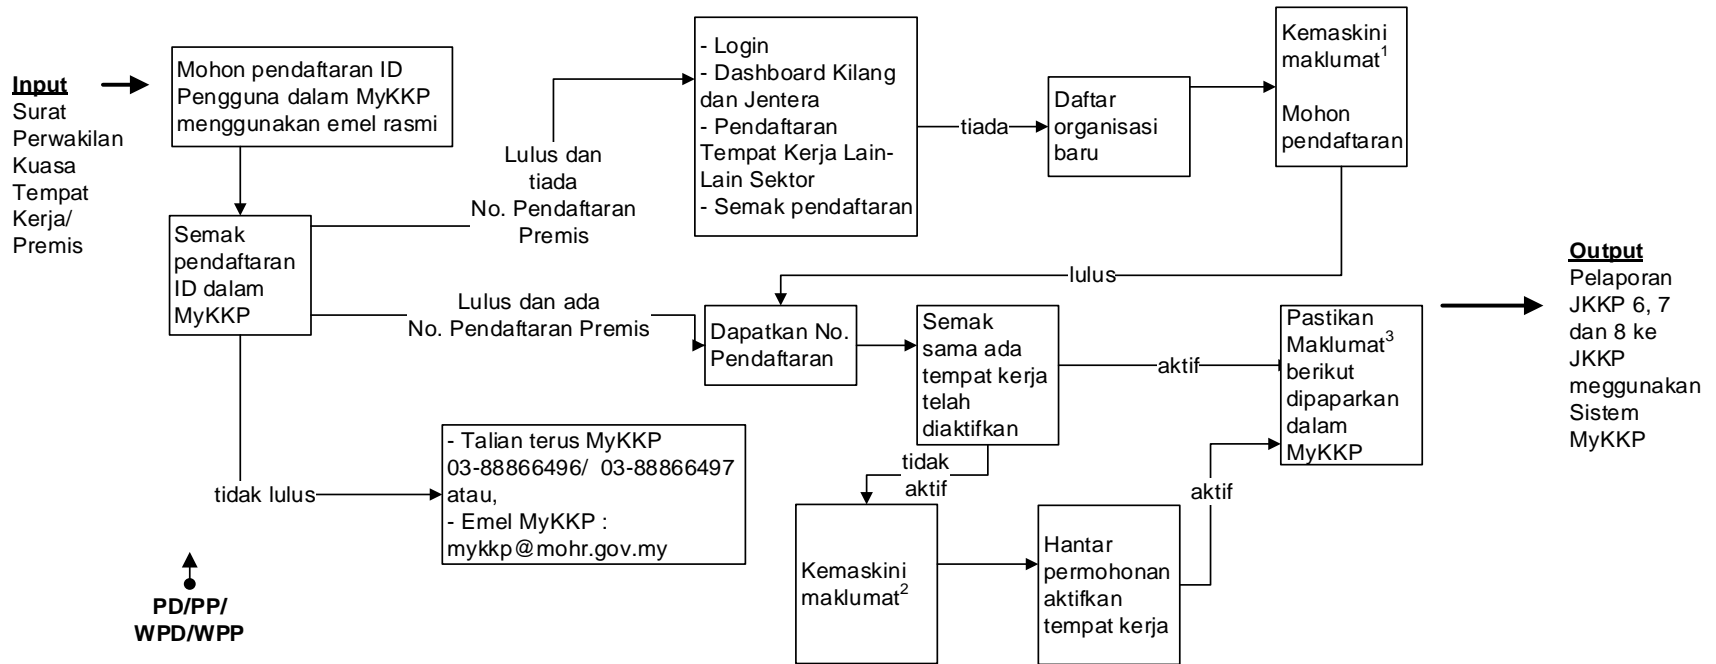 Input
Surat
Perwakilan
Kuasa
Tempat
Kerja/
Premis
Mohon pendaftaran ID
Pengguna dalam MyKKP
menggunakan emel rasmi
Semak
pendaftaran
ID dalam
MyKKP
Lulus dan
tiada
No. Pendaftaran
Premis
- Login
- Dashboard Kilang
dan Jentera
- Pendaftaran
Tempat Kerja Lain-
Lain Sektor
- Semak pendaftaran
tiada
Daftar
organisasi
baru
Kemaskini
maklumat1
Mohon
pendaftaran
lulus
Lulus dan ada
No. Pendaftaran Premis
Dapatkan No.
Pendaftaran
Semak
sama ada
tempat kerja
telah
diaktifkan
aktif
Pastikan
Maklumat3
berikut
dipaparkan
dalam
MyKKP
Output
Pelaporan
JKKP 6, 7
dan 8 ke
JKKP
meggunakan
Sistem
MyKKP
tidak lulus
- Talian terus MyKKP
03-88866496/ 03-88866497
atau,
- Emel MyKKP :
mykkp@mohr.gov.my
tidak
aktif
Kemaskini
maklumat2
Hantar
permohonan
aktifkan
tempat kerja
aktif
PD/PP/
WPD/WPP